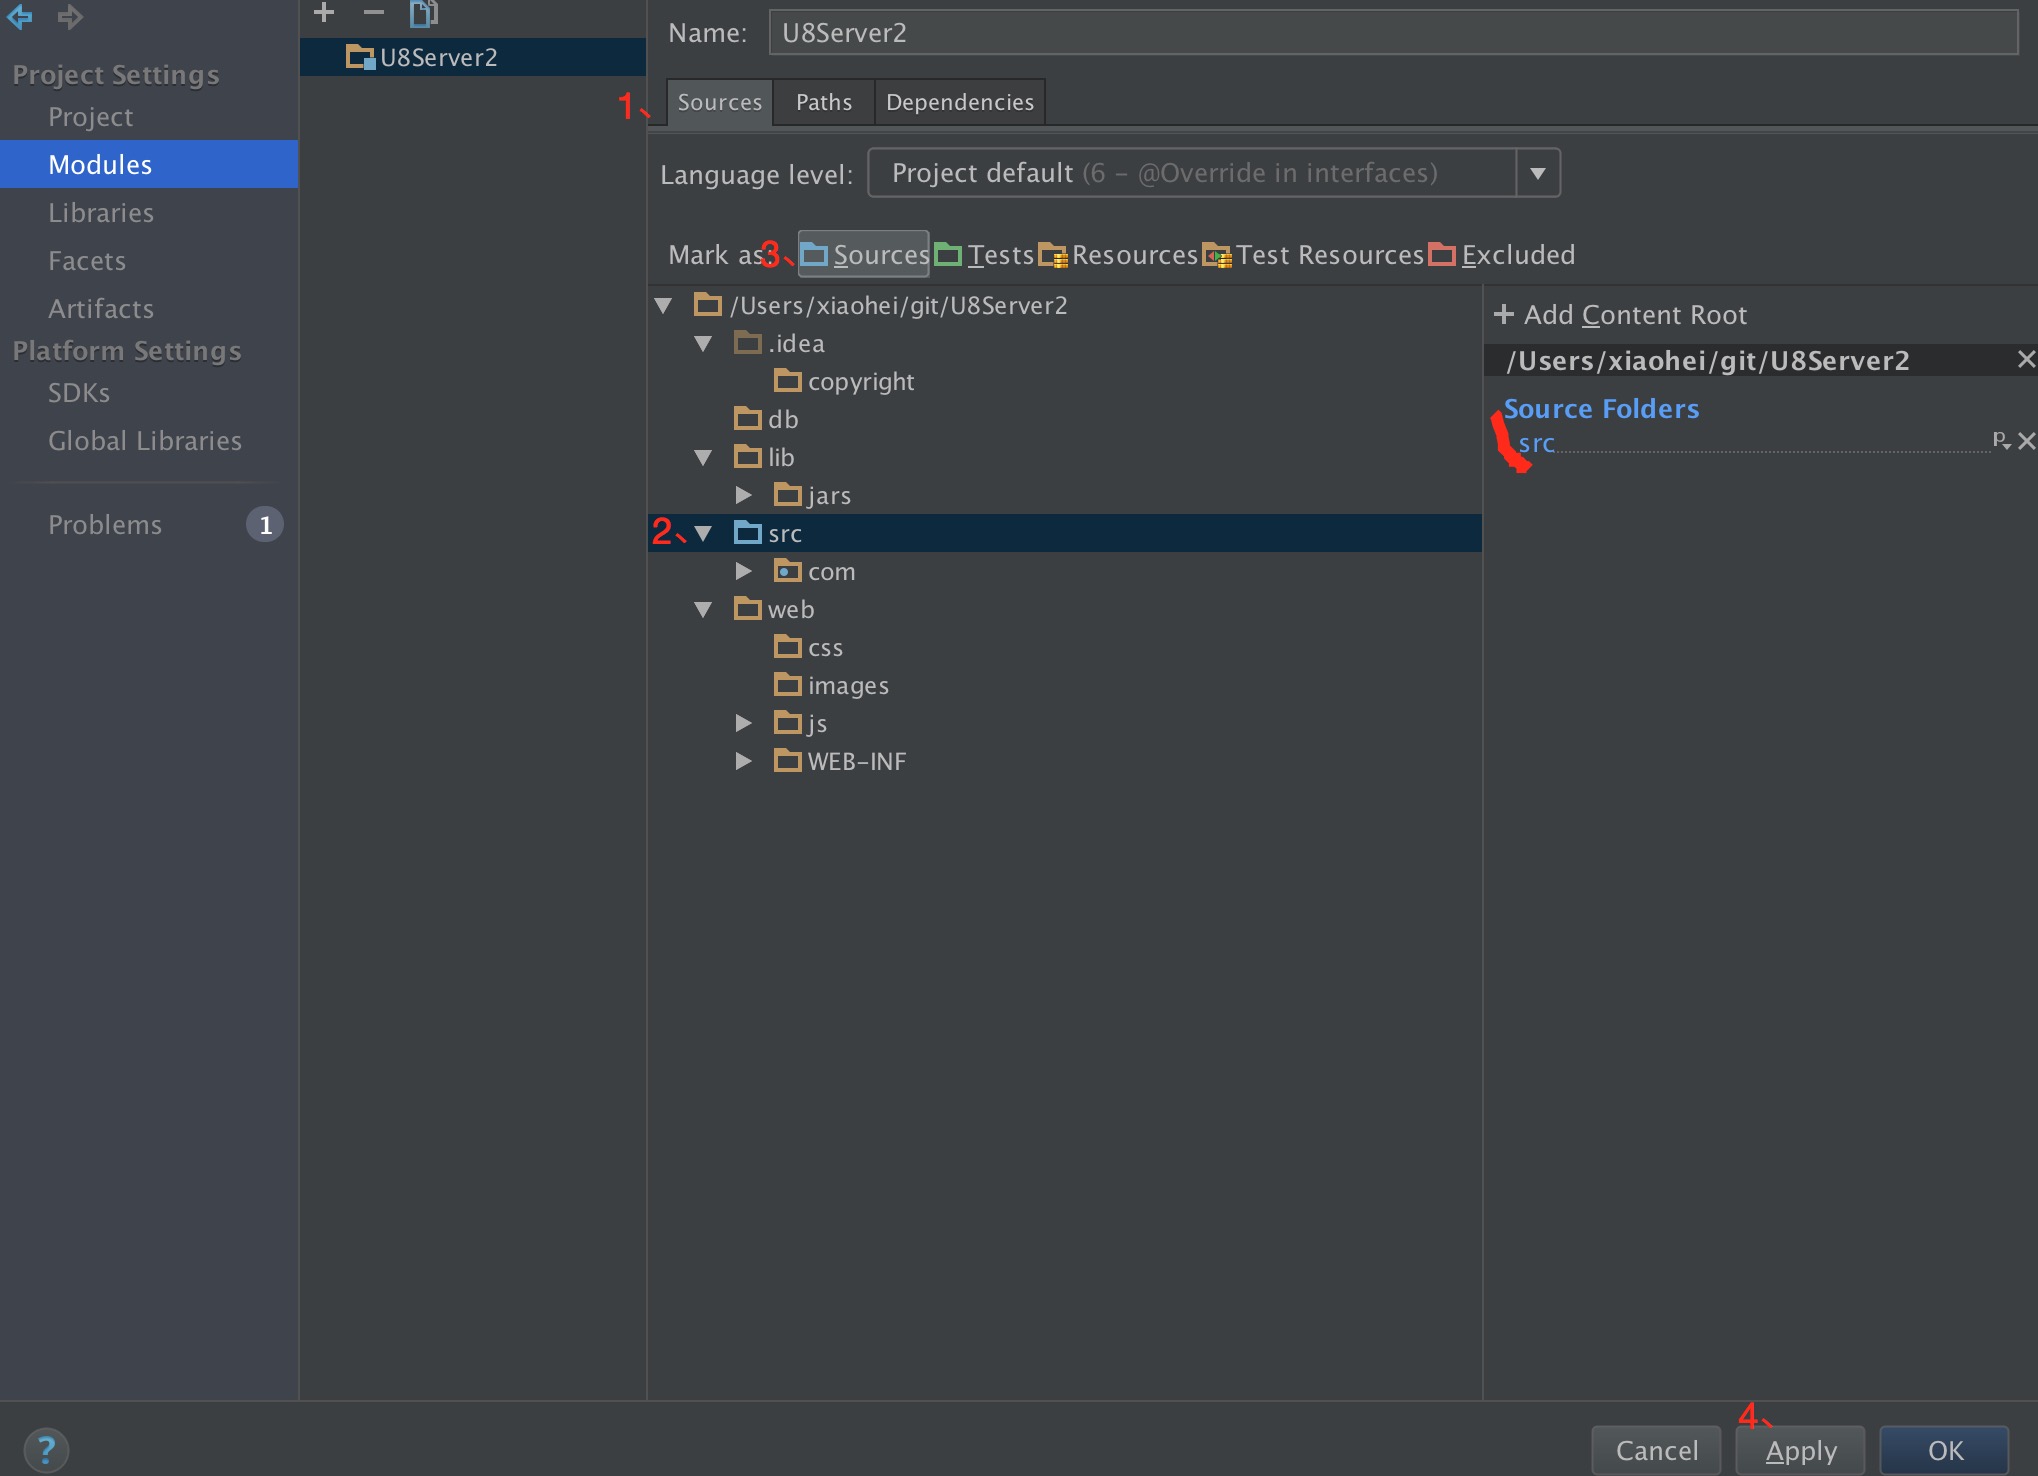 Project Settings
Project
Modules
Libraries
Facets
Artifacts
Platform Settings
SDKs
Global Libraries
Problems 1
U8Server2
Name: U8Server2
1、 Sources Paths Dependencies
Language level: Project default (6 – @Override in interfaces)
Mark as: 3、 Sources Tests Resources Test Resources Excluded
/Users/xiaohei/git/U8Server2
.idea
copyright
db
lib
jars
2、 src
com
web
css
images
js
WEB-INF
+ Add Content Root
/Users/xiaohei/git/U8Server2
Source Folders
src P
?
4、
Cancel Apply OK